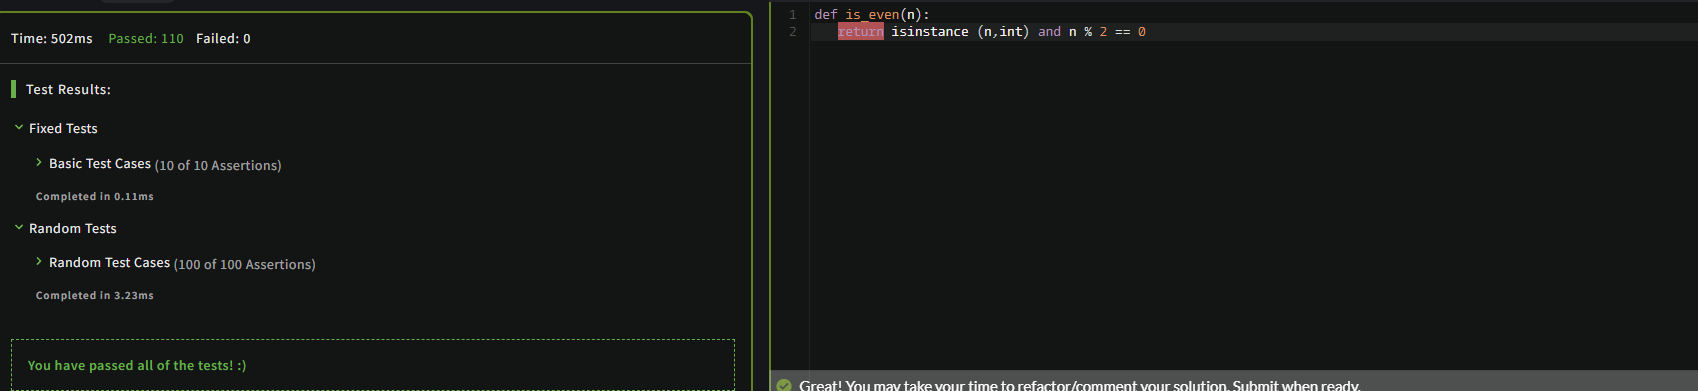 Time: 502ms Passed: 110 Failed: 0
Test Results:
Fixed Tests
Basic Test Cases (10 of 10 Assertions)
Completed in 0.11ms
Random Tests
Random Test Cases (100 of 100 Assertions)
Completed in 3.23ms
You have passed all of the tests! :)
1 def is_even(n):
2 return isinstance (n,int) and n % 2 == 0
Great! You may take your time to refactor/comment your solution. Submit when ready.